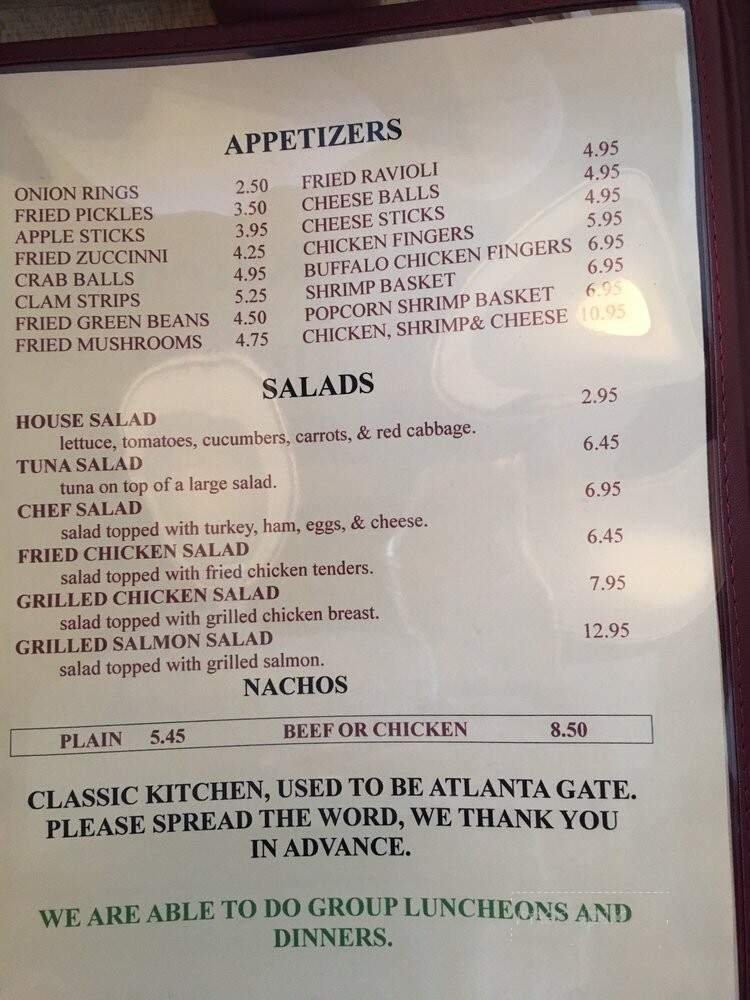 APPETIZERS
ONION RINGS 2.50 FRIED RAVIOLI 4.95
FRIED PICKLES 3.50 CHEESE BALLS 4.95
APPLE STICKS 3.95 CHEESE STICKS 4.95
FRIED ZUCCINNI 4.25 CHICKEN FINGERS 5.95
CRAB BALLS 4.95 BUFFALO CHICKEN FINGERS 6.95
CLAM STRIPS 5.25 SHRIMP BASKET 6.95
FRIED GREEN BEANS 4.50 POPCORN SHRIMP BASKET 6.95
FRIED MUSHROOMS 4.75 CHICKEN, SHRIMP& CHEESE 10.95
SALADS
HOUSE SALAD 2.95
lettuce, tomatoes, cucumbers, carrots, & red cabbage.
TUNA SALAD 6.45
tuna on top of a large salad.
CHEF SALAD 6.95
salad topped with turkey, ham, eggs, & cheese.
FRIED CHICKEN SALAD 6.45
salad topped with fried chicken tenders.
GRILLED CHICKEN SALAD 7.95
salad topped with grilled chicken breast.
GRILLED SALMON SALAD 12.95
salad topped with grilled salmon.
NACHOS
PLAIN 5.45 BEEF OR CHICKEN 8.50
CLASSIC KITCHEN, USED TO BE ATLANTA GATE.
PLEASE SPREAD THE WORD, WE THANK YOU
IN ADVANCE.
WE ARE ABLE TO DO GROUP LUNCHEONS AND
DINNERS.